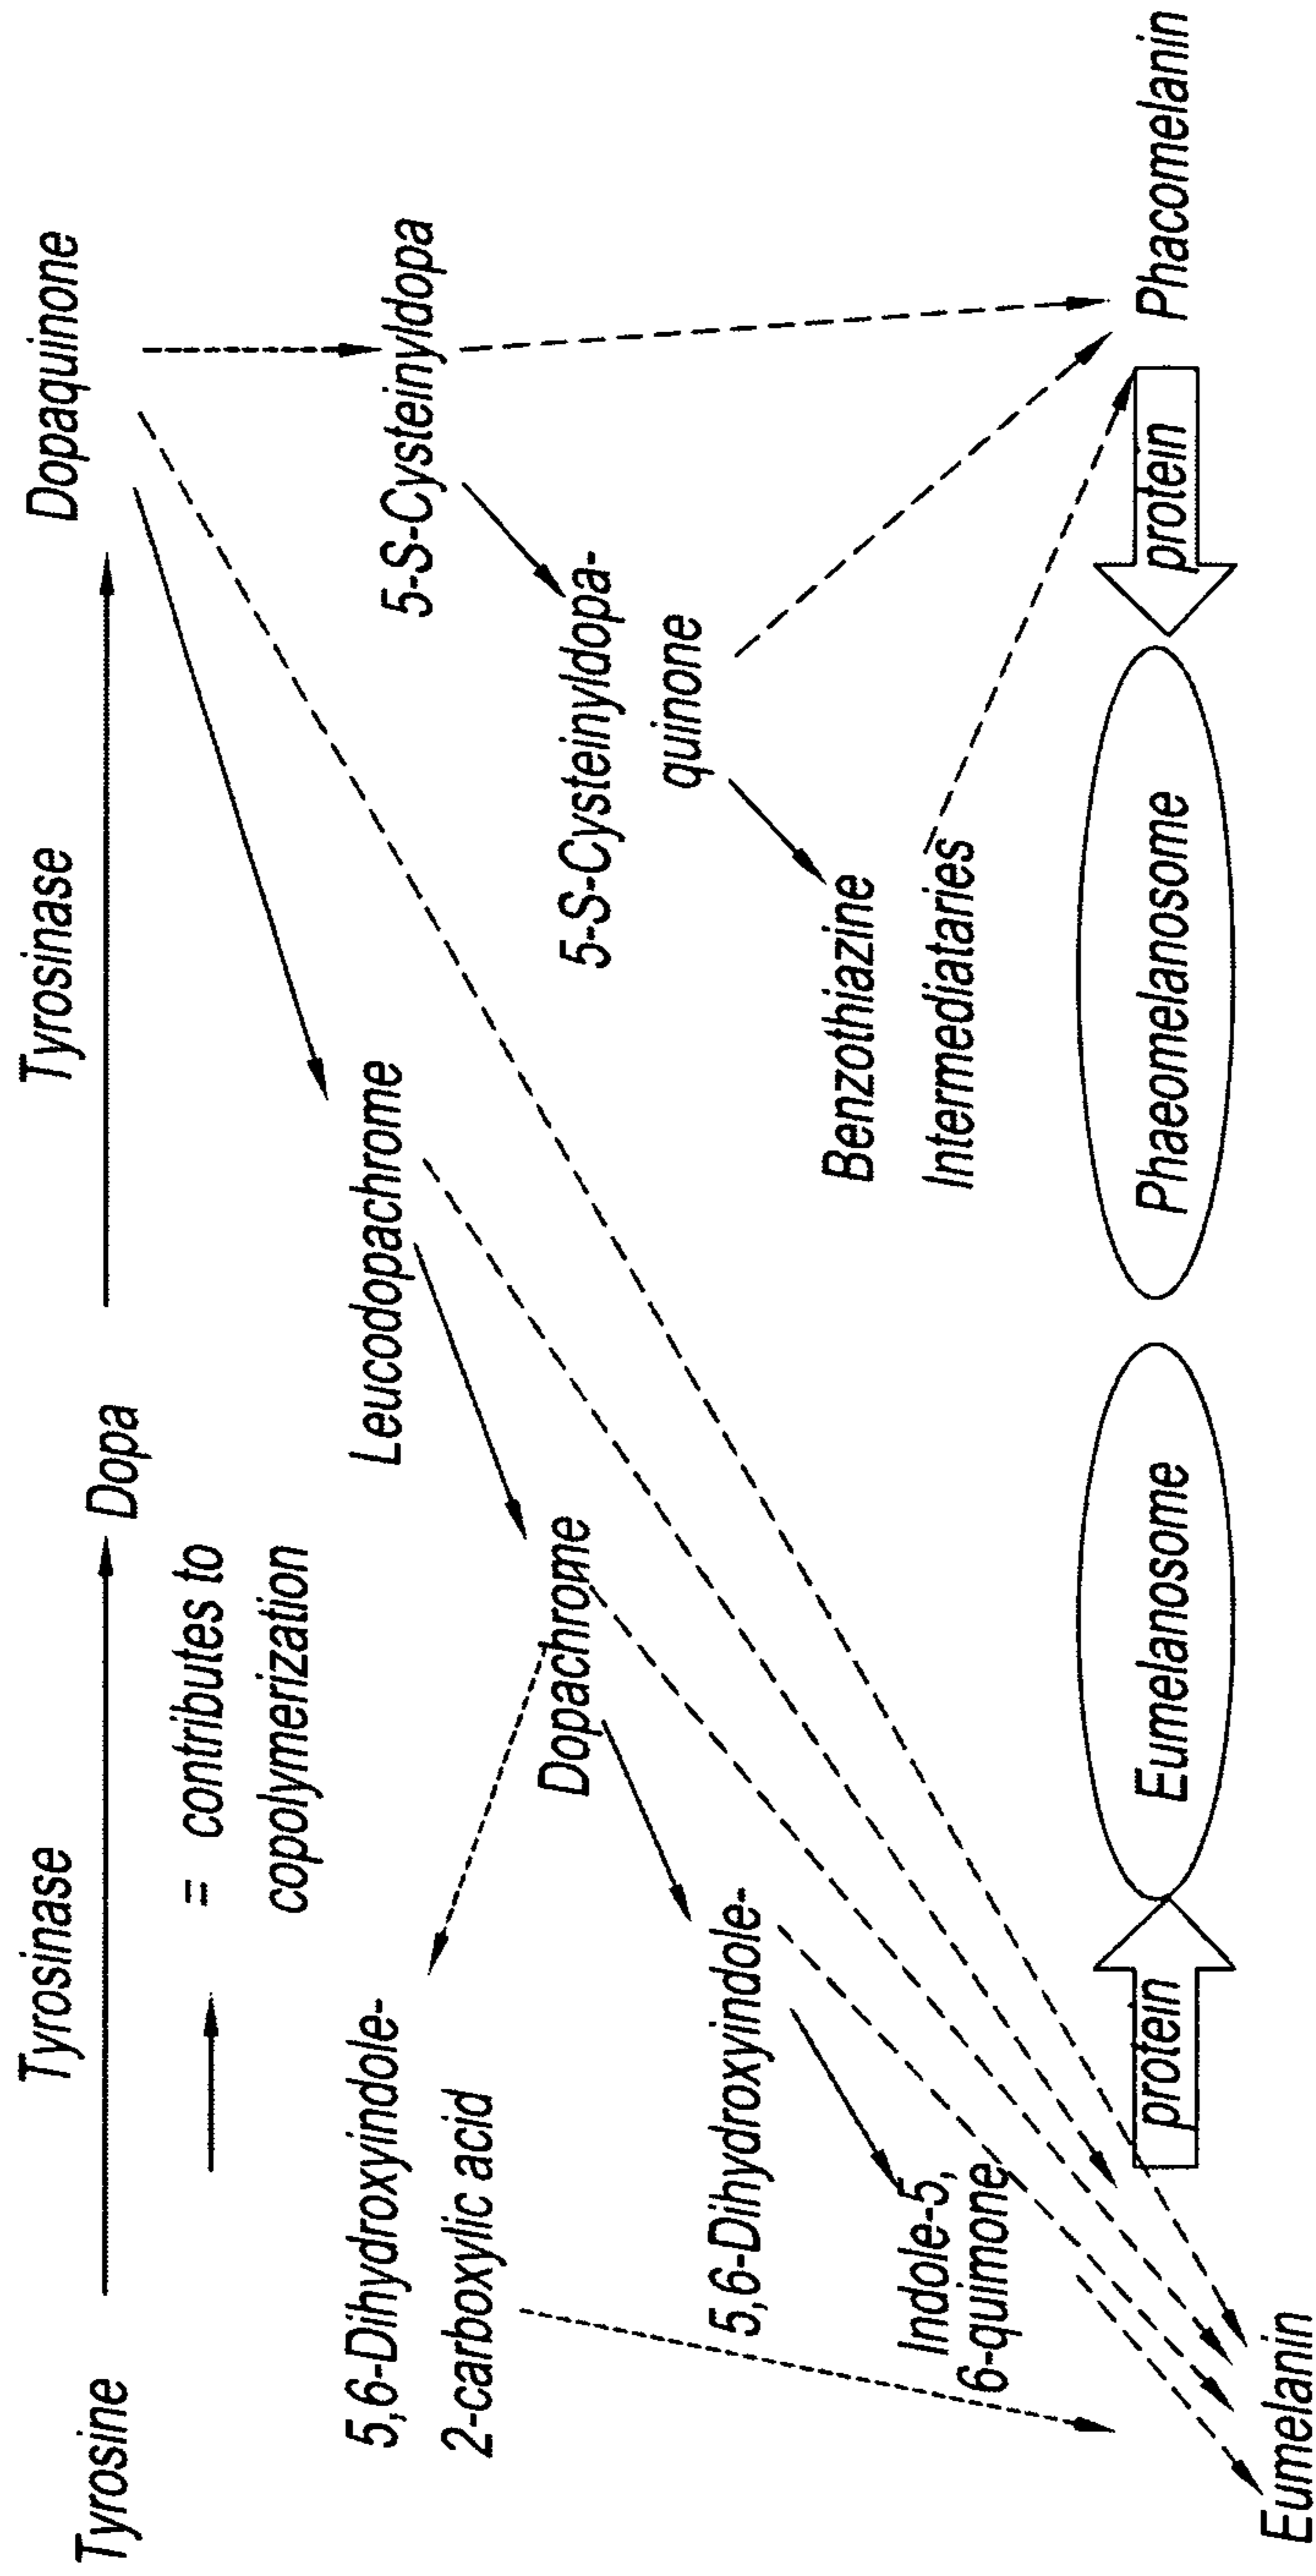 Tyrosine
Tyrosinase
Dopa
Tyrosinase
Dopaquinone
= contributes to
copolymerization
5,6-Dihydroxyindole-
2-carboxylic acid
Leucodopachrome
5-S-Cysteinyldopa
Dopachrome
5-S-Cysteinyldopa-
quinone
5,6-Dihydroxyindole-
Benzothiazine
Intermediataries
Indole-5,
6-quimone
protein
Eumelanosome
Phaeomelanosome
protein
Phacomelanin
Eumelanin